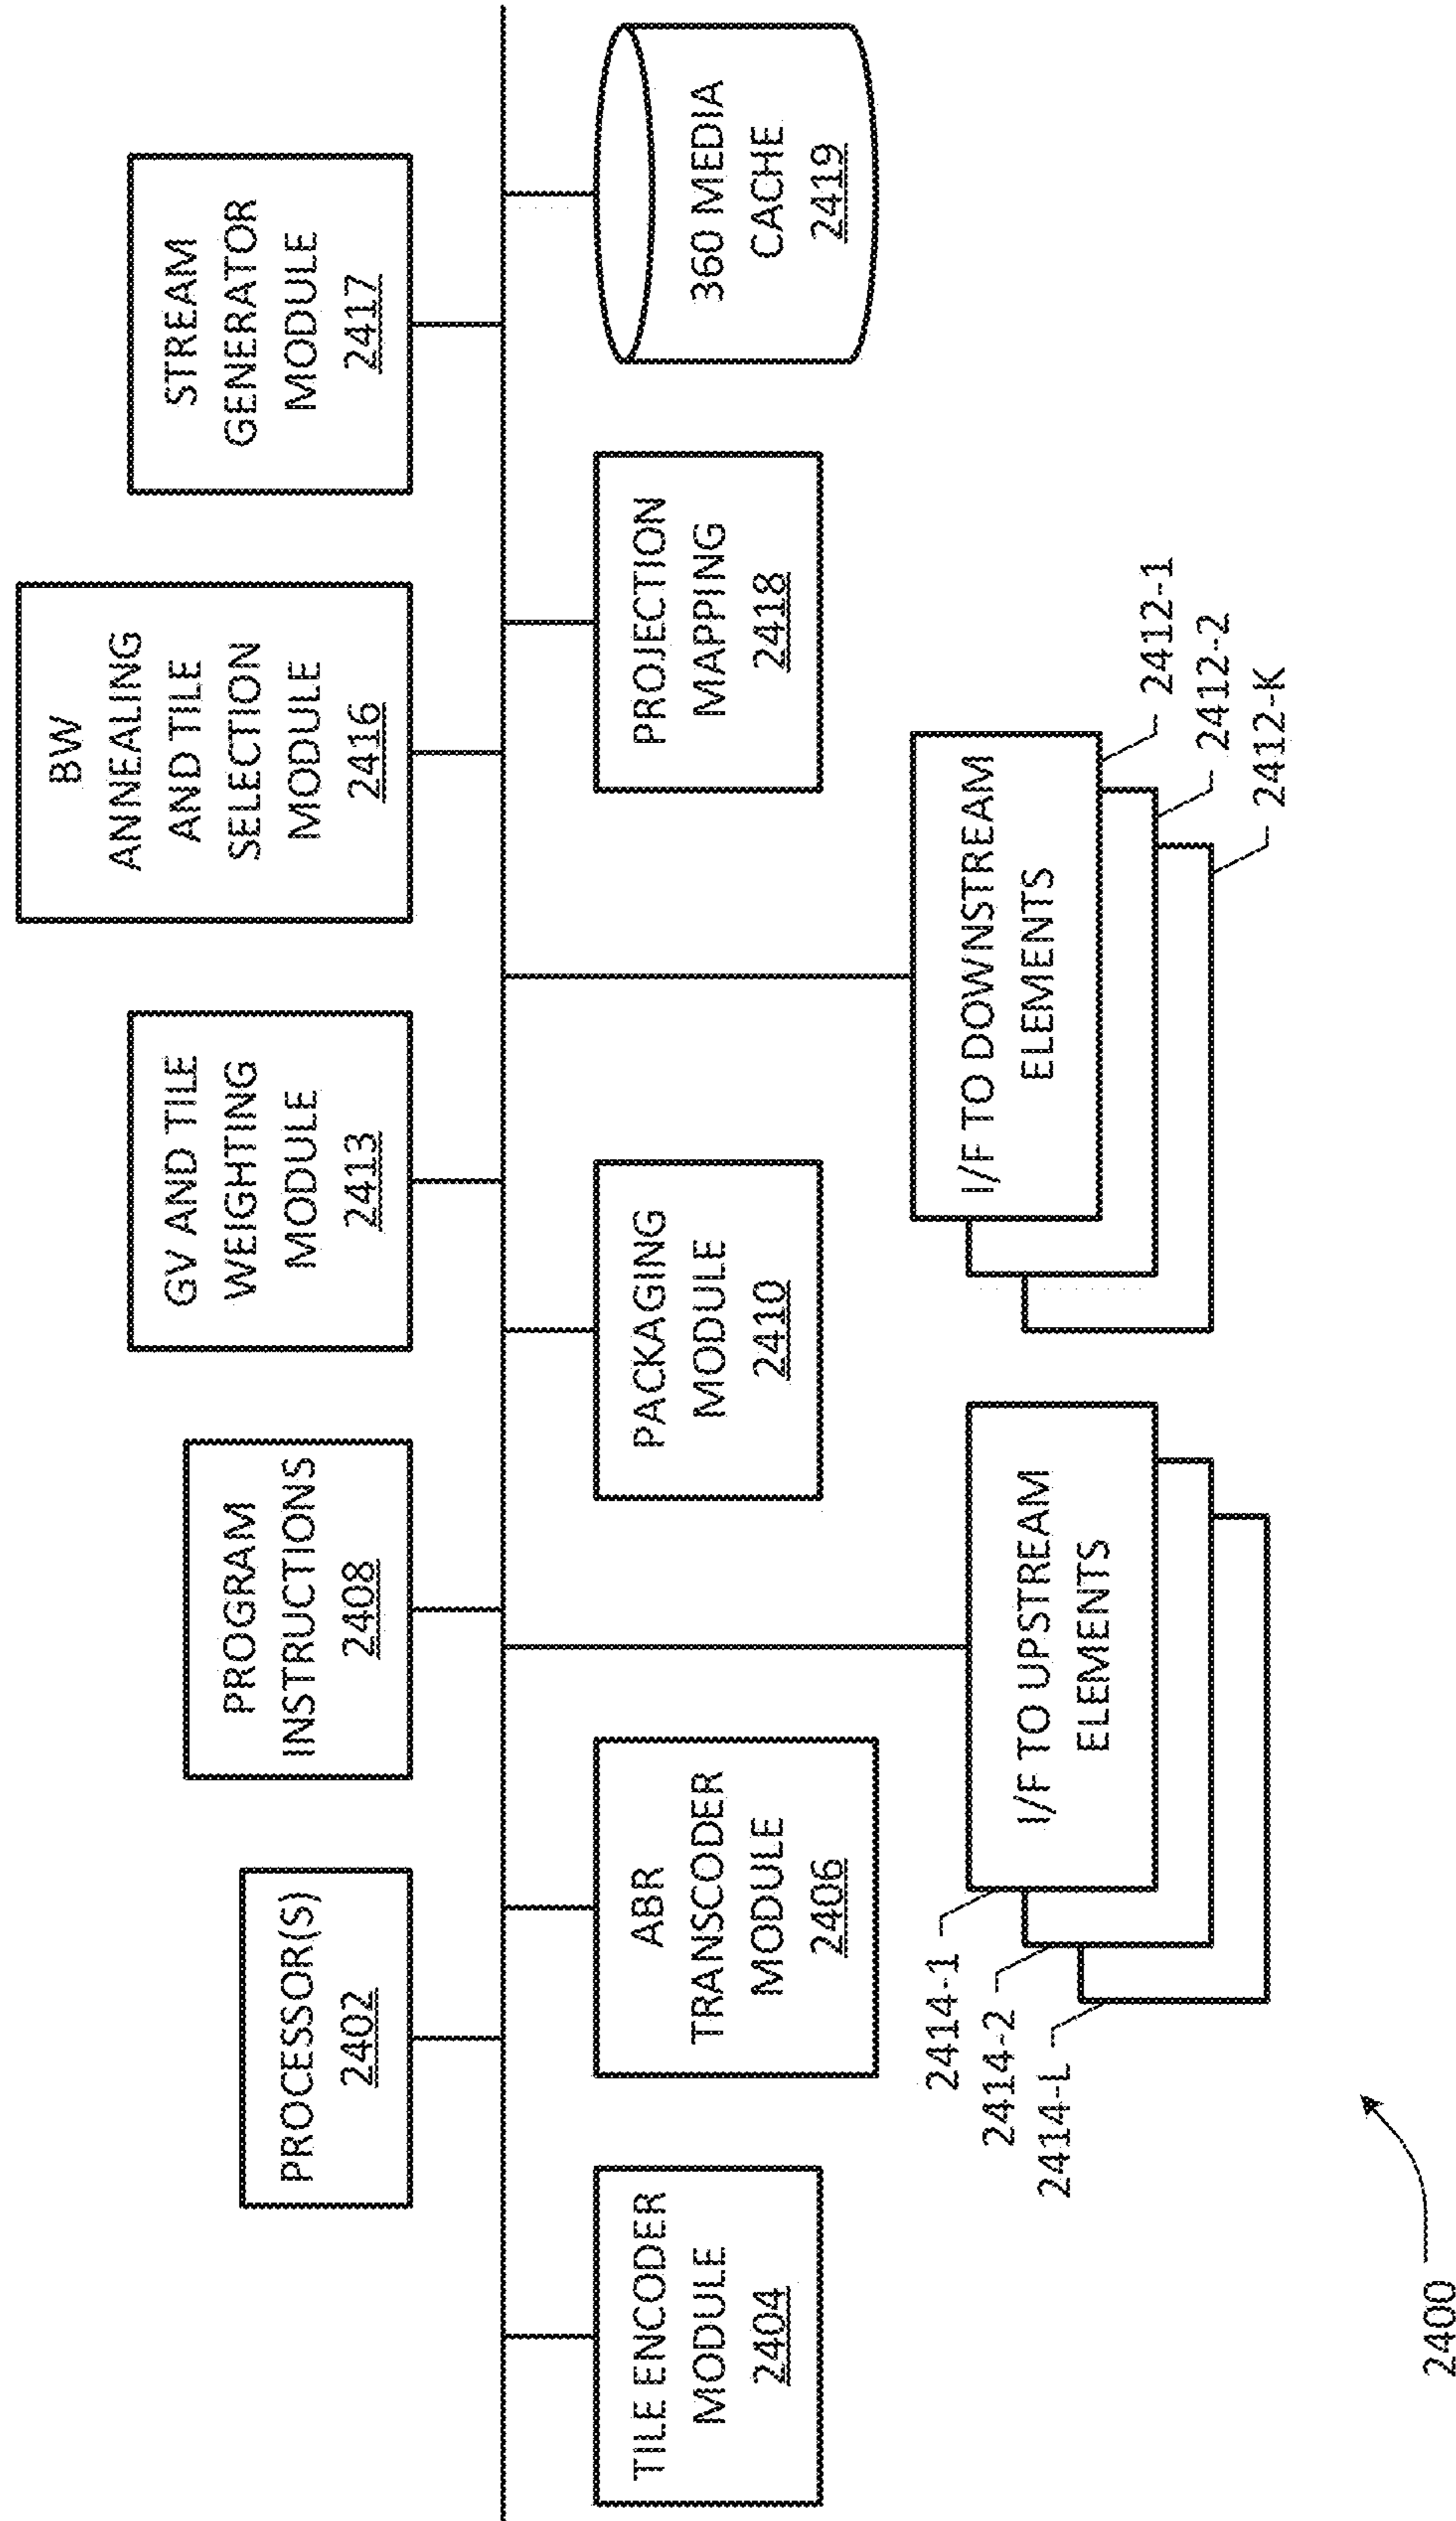 PROCESSOR(S)
2402
PROGRAM
INSTRUCTIONS
2408
GV AND TILE
WEIGHTING
MODULE
2413
BW
ANNEALING
AND TILE
SELECTION
MODULE
2416
STREAM
GENERATOR
MODULE
2417
TILE ENCODER
MODULE
2404
ABR
TRANSCODER
MODULE
2406
PACKAGING
MODULE
2410
PROJECTION
MAPPING
2418
360 MEDIA
CACHE
2419
I/F TO UPSTREAM
ELEMENTS
2414-1
2414-2
2414-L
I/F TO DOWNSTREAM
ELEMENTS
2412-1
2412-2
2412-K
2400